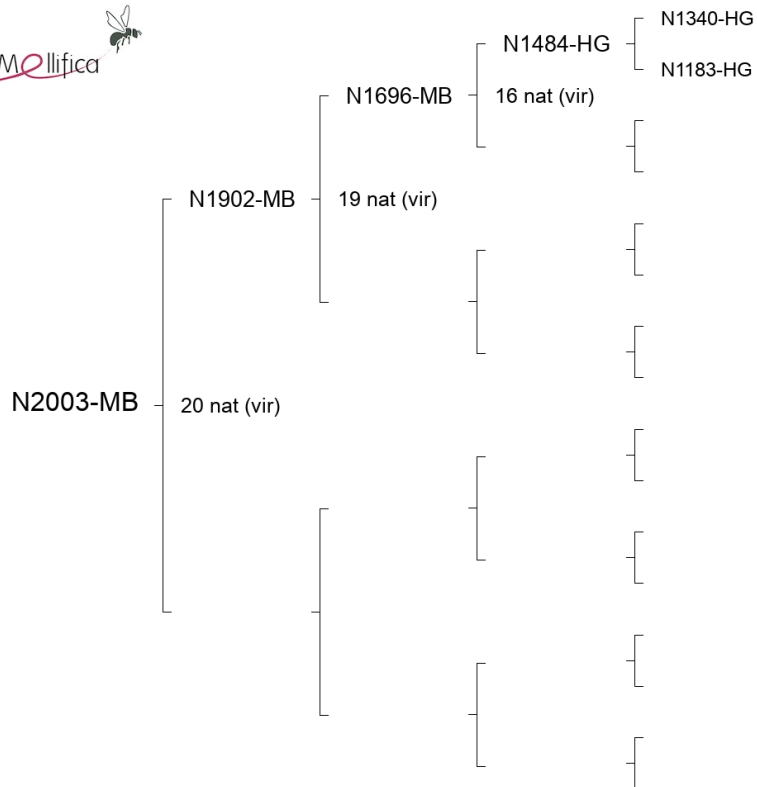 Mellifica
N1340-HG
N1484-HG
N1183-HG
N1696-MB
16 nat (vir)
N1902-MB
19 nat (vir)
N2003-MB
20 nat (vir)